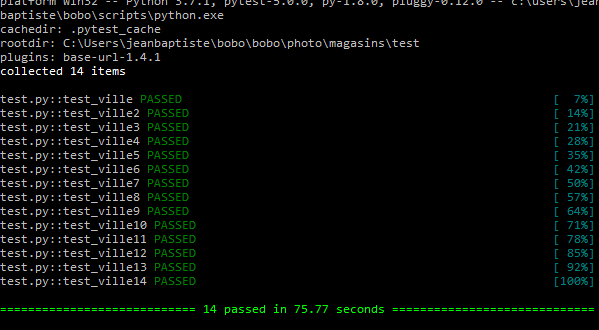 platform win32 -- Python 3.7.1, pytest-5.0.0, py-1.8.0, pluggy-0.12.0 -- c:\users\jean
baptiste\bobo\scripts\python.exe
cachedir: .pytest_cache
rootdir: C:\Users\jeanbaptiste\bobo\bobo\photo\magasins\test
plugins: base-url-1.4.1
collected 14 items
test.py::test_ville PASSED [ 7%]
test.py::test_ville2 PASSED [ 14%]
test.py::test_ville3 PASSED [ 21%]
test.py::test_ville4 PASSED [ 28%]
test.py::test_ville5 PASSED [ 35%]
test.py::test_ville6 PASSED [ 42%]
test.py::test_ville7 PASSED [ 50%]
test.py::test_ville8 PASSED [ 57%]
test.py::test_ville9 PASSED [ 64%]
test.py::test_ville10 PASSED [ 71%]
test.py::test_ville11 PASSED [ 78%]
test.py::test_ville12 PASSED [ 85%]
test.py::test_ville13 PASSED [ 92%]
test.py::test_ville14 PASSED [100%]
============================ 14 passed in 75.77 seconds =============================